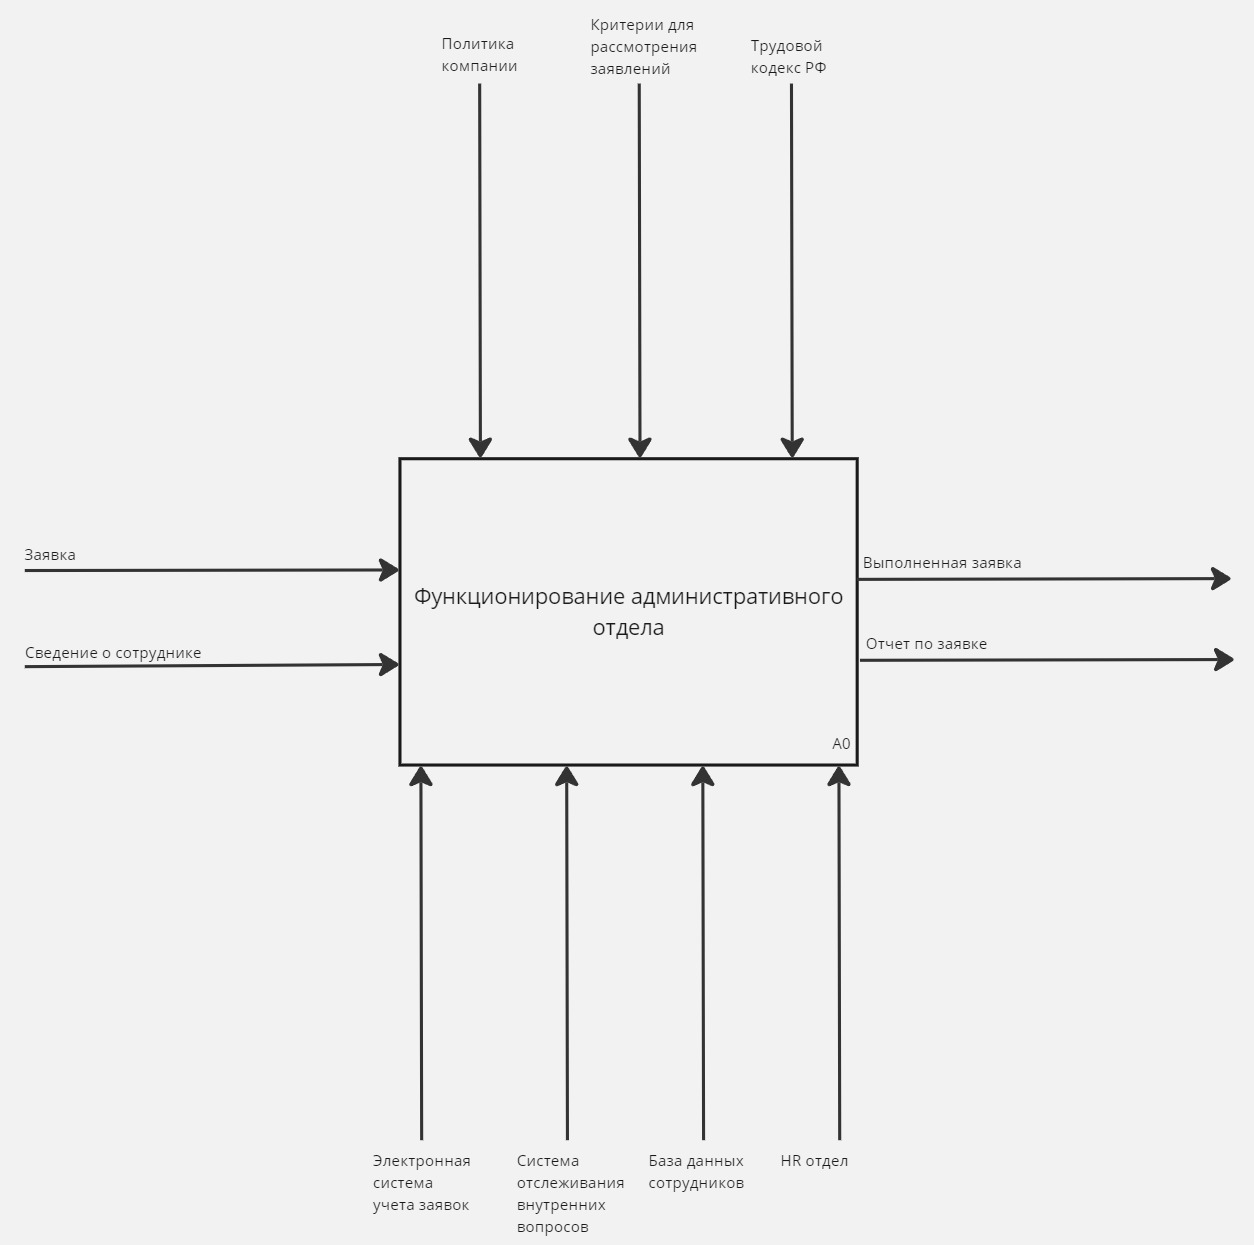 Политика
компании
Критерии для
рассмотрения
заявлений
Трудовой
кодекс РФ
Заявка
Сведение о сотруднике
Функционирование административного
отдела
A0
Выполненная заявка
Отчет по заявке
Электронная
система
учета заявок
Система
отслеживания
внутренних
вопросов
База данных
сотрудников
HR отдел